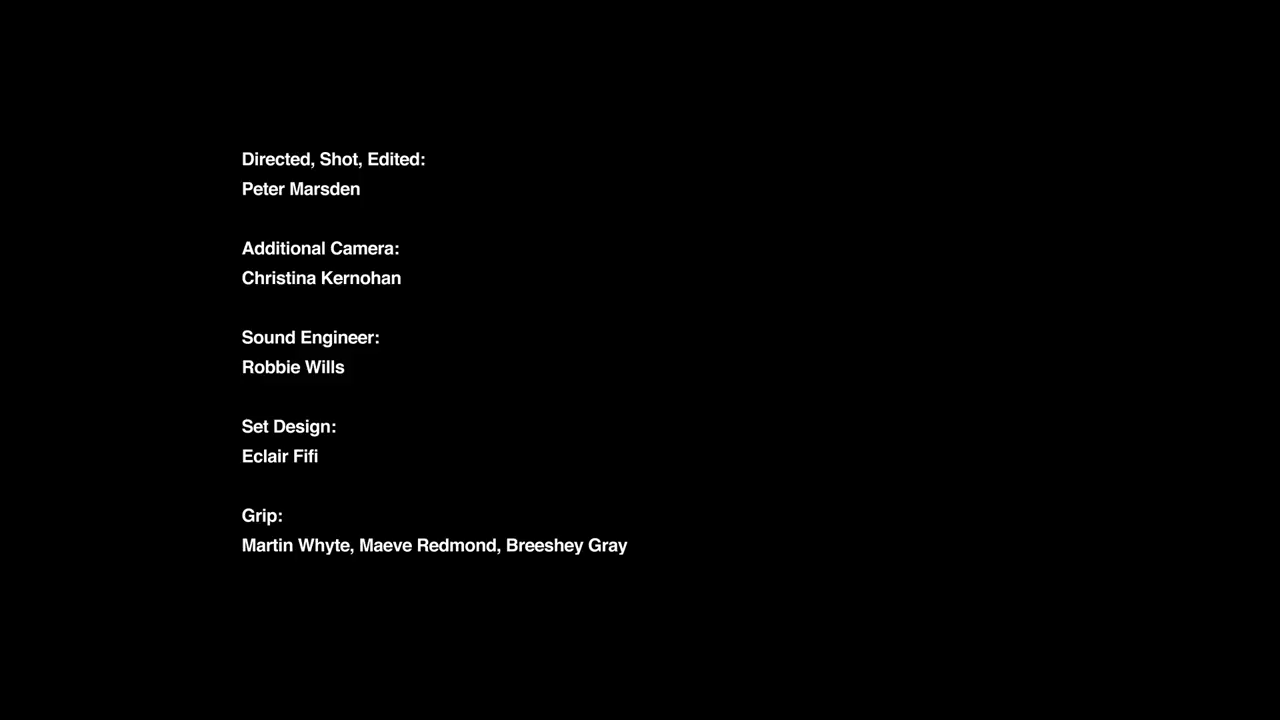 Directed, Shot, Edited:
Peter Marsden
Additional Camera:
Christina Kernohan
Sound Engineer:
Robbie Wills
Set Design:
Eclair Fifi
Grip:
Martin Whyte, Maeve Redmond, Breeshey Gray